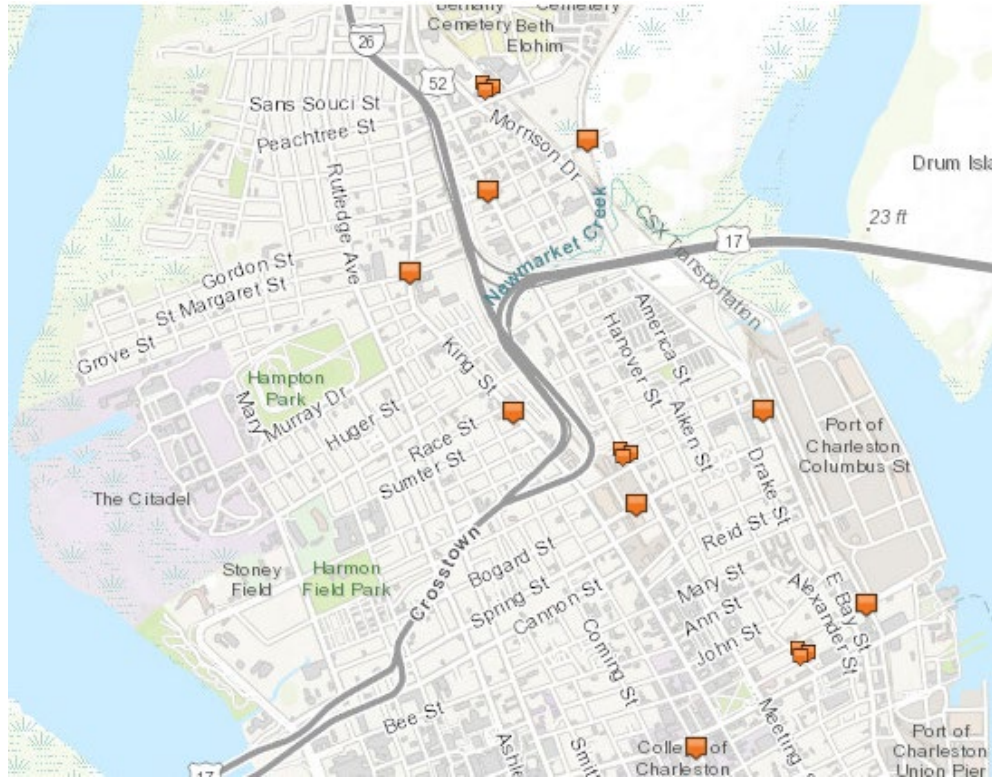 Bethany
Cemetery
Cemetery
Beth
Elohim
26
52
Sans Souci St
Peachtree St
Morrison Dr
Rutledge Ave
Drum Isla
23 ft
Newmarket Creek
CSX Transportation
17
Gordon St
St Margaret St
Grove St
America St
Hanover St
King St
Hampton
Park
Mary
Murray Dr
Huger St
Race St
Sumter St
Aiken St
Port of
Charleston
Columbus St
Drake St
The Citadel
Reid St
Crosstown
Stoney
Field
Harmon
Field Park
Bogard St
Spring St
Cannon St
Mary St
Ann St
John St
Alexander St
E Bay St
Coming St
Bee St
Meeting S
Ashle
Smit
Colle of
Charleston
Port of
Charleston
Union Pier
17